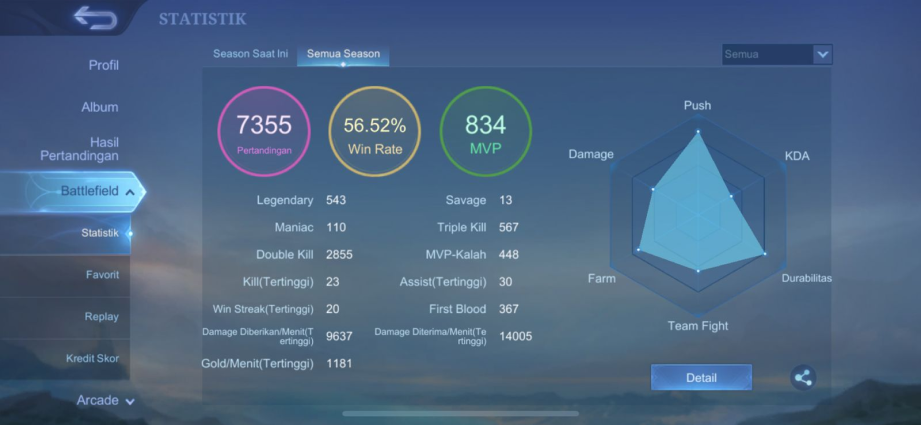 STATISTIK
Profil
Album
Hasil
Pertandingan
Battlefield
Statistik
Favorit
Replay
Kredit Skor
Arcade
Season Saat Ini
Semua Season
Semua
7355
Pertandingan
56.52%
Win Rate
834
MVP
Legendary 543
Savage 13
Maniac 110
Triple Kill 567
Double Kill 2855
MVP-Kalah 448
Kill(Tertinggi) 23
Assist(Tertinggi) 30
Win Streak(Tertinggi) 20
First Blood 367
Damage Diberikan/Menit(T
ertinggi) 9637
Damage Diterima/Menit(Te
rtinggi) 14005
Gold/Menit(Tertinggi) 1181
Push
Damage
KDA
Farm
Durabilitas
Team Fight
Detail